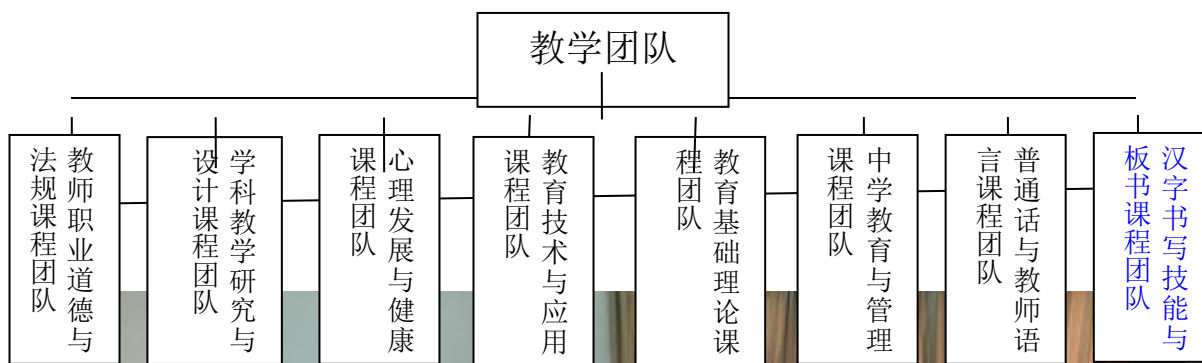 教学团队
教师职业道德与
法规课程团队
学科教学研究与
设计课程团队
心理发展与健康
课程团队
教育技术与应用
课程团队
教育基础理论课
程团队
中学教育与管理
课程团队
普通话与教师语
言课程团队
汉字书写技能与
板书课程团队